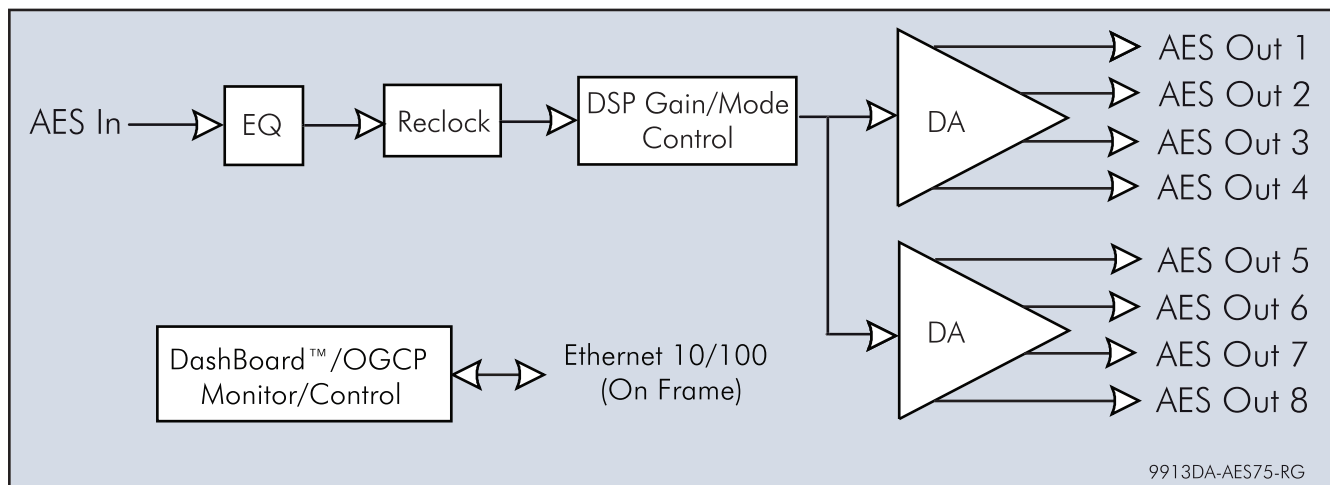 AES In
EQ
Reclock
DSP Gain/Mode
Control
DA
AES Out 1
AES Out 2
AES Out 3
AES Out 4
DA
AES Out 5
AES Out 6
AES Out 7
AES Out 8
DashBoard™/OGCP
Monitor/Control
Ethernet 10/100
(On Frame)
9913DA-AES75-RG